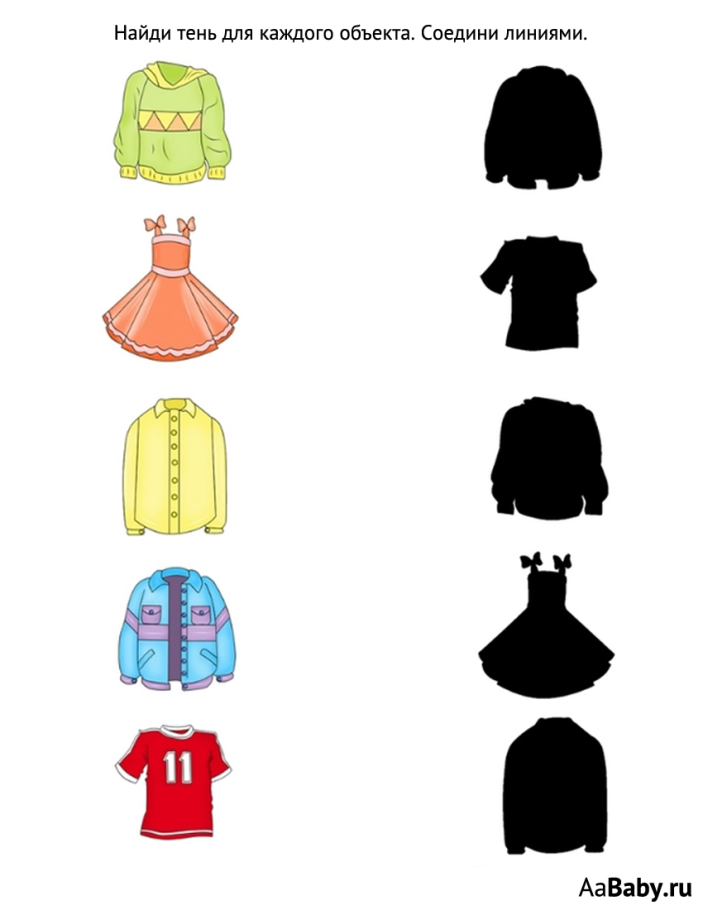 Найди тень для каждого объекта. Соедини линиями.
11
AaBaby.ru